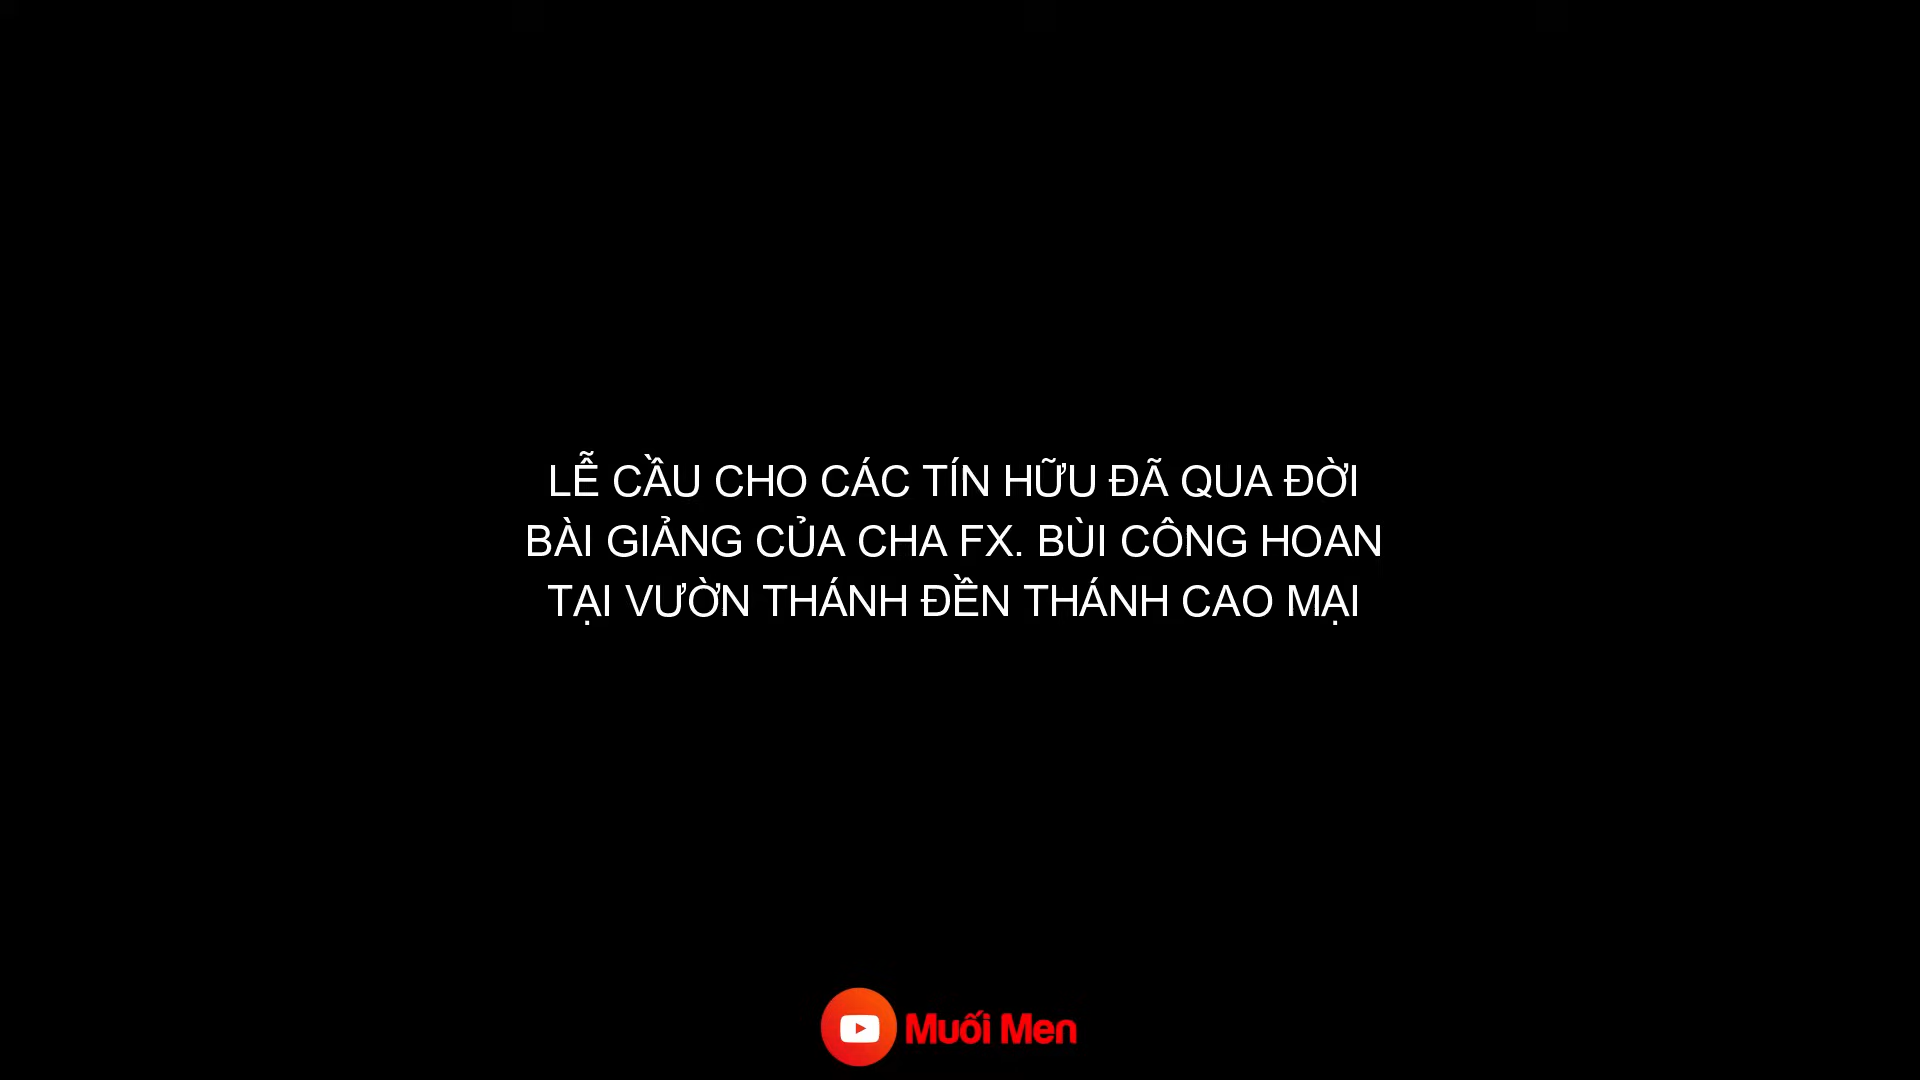 LỄ CẦU CHO CÁC TÍN HỮU ĐÃ QUA ĐỜI
BÀI GIẢNG CỦA CHA FX. BÙI CÔNG HOAN
TẠI VƯỜN THÁNH ĐỀN THÁNH CAO MẠI
Muối Men